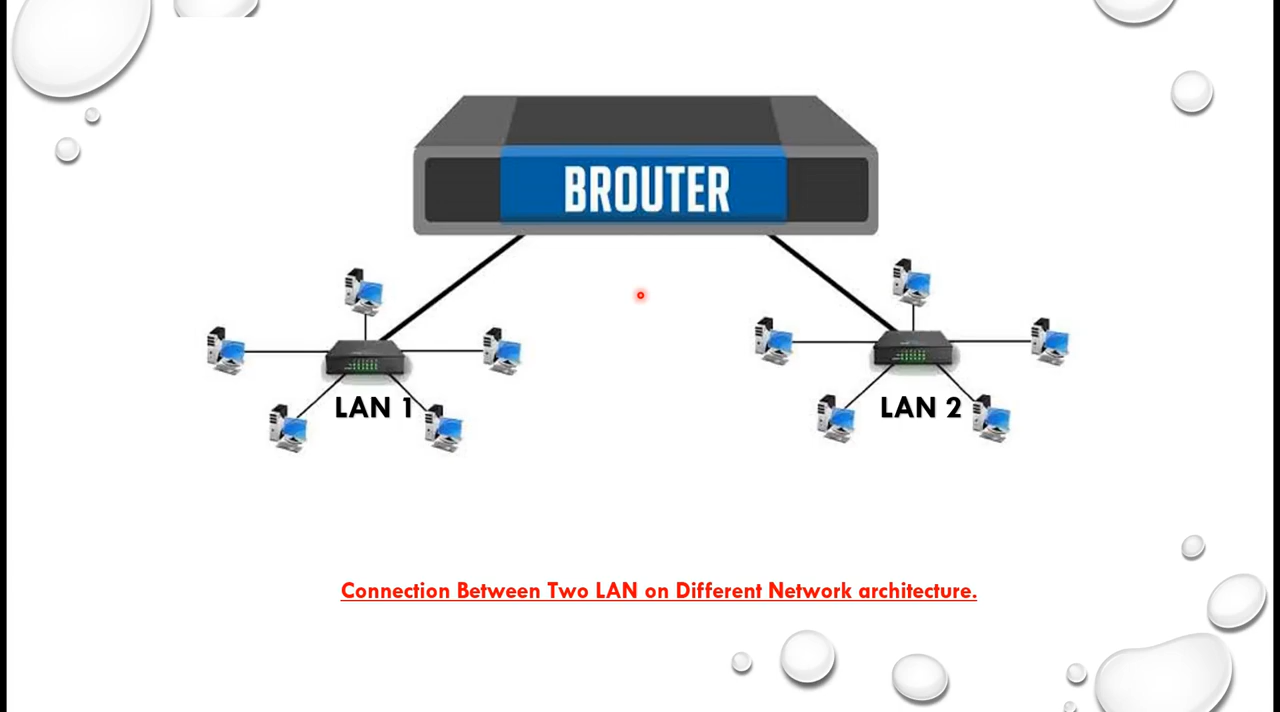 BROUTER
LAN 1
LAN 2
Connection Between Two LAN on Different Network architecture.